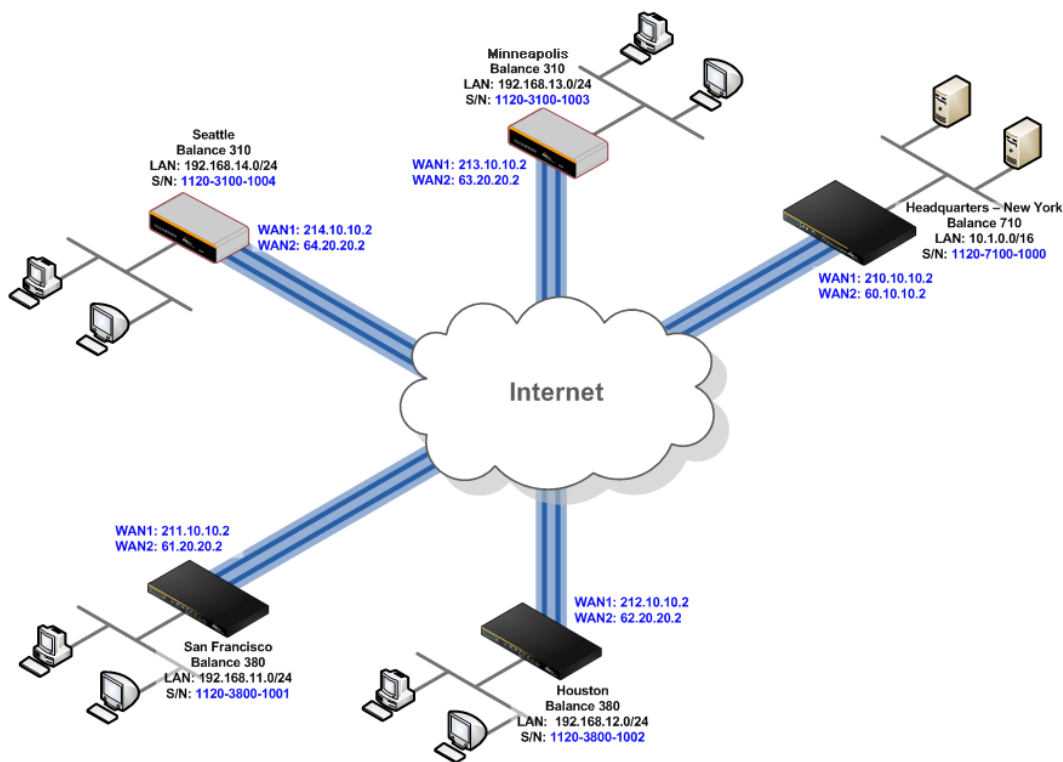 Minneapolis
Balance 310
LAN: 192.168.13.0/24
S/N: 1120-3100-1003
WAN1: 213.10.10.2
WAN2: 63.20.20.2
Seattle
Balance 310
LAN: 192.168.14.0/24
S/N: 1120-3100-1004
WAN1: 214.10.10.2
WAN2: 64.20.20.2
Headquarters – New York
Balance 710
LAN: 10.1.0.0/16
S/N: 1120-7100-1000
WAN1: 210.10.10.2
WAN2: 60.10.10.2
Internet
WAN1: 211.10.10.2
WAN2: 61.20.20.2
San Francisco
Balance 380
LAN: 192.168.11.0/24
S/N: 1120-3800-1001
WAN1: 212.10.10.2
WAN2: 62.20.20.2
Houston
Balance 380
LAN: 192.168.12.0/24
S/N: 1120-3800-1002